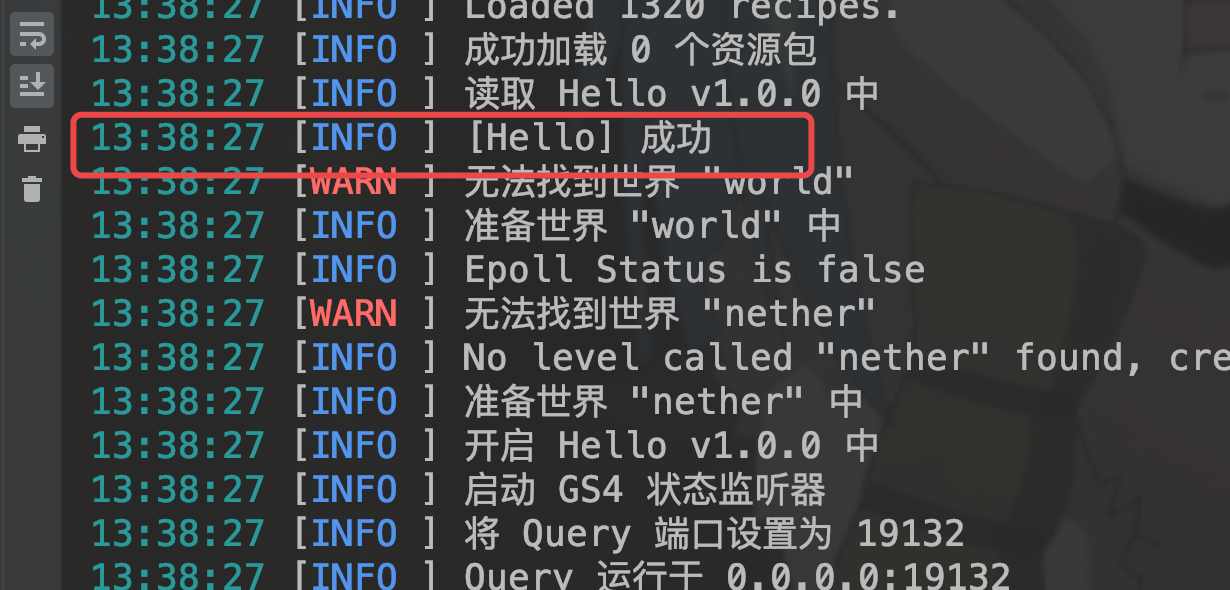 13:38:27 [INFO ] Loaded 1320 recipes.
13:38:27 [INFO ] 成功加载 0 个资源包
13:38:27 [INFO ] 读取 Hello v1.0.0 中
13:38:27 [INFO ] [Hello] 成功
13:38:27 [WARN ] 无法找到世界 "world"
13:38:27 [INFO ] 准备世界 "world" 中
13:38:27 [INFO ] Epoll Status is false
13:38:27 [WARN ] 无法找到世界 "nether"
13:38:27 [INFO ] No level called "nether" found, cre
13:38:27 [INFO ] 准备世界 "nether" 中
13:38:27 [INFO ] 开启 Hello v1.0.0 中
13:38:27 [INFO ] 启动 GS4 状态监听器
13:38:27 [INFO ] 将 Query 端口设置为 19132
13:38:27 [INFO ] Query 运行于 0.0.0.0:19132